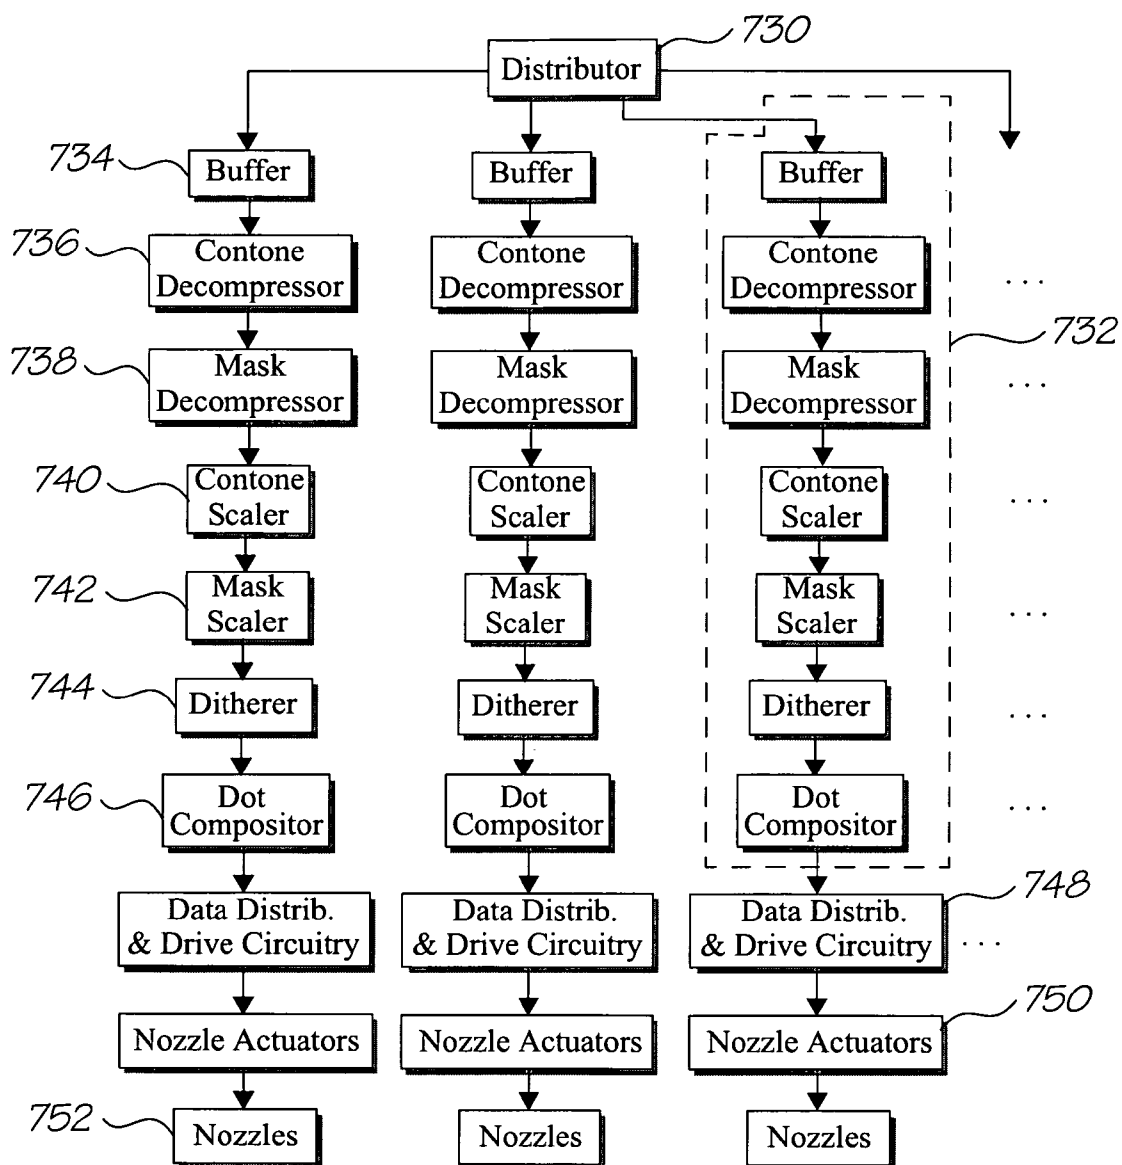 730
Distributor
734
Buffer
Buffer
Buffer
736
Contone
Decompressor
Contone
Decompressor
Contone
Decompressor
. . .
732
738
Mask
Decompressor
Mask
Decompressor
Mask
Decompressor
. . .
740
Contone
Scaler
Contone
Scaler
Contone
Scaler
. . .
742
Mask
Scaler
Mask
Scaler
Mask
Scaler
. . .
744
Ditherer
Ditherer
Ditherer
. . .
746
Dot
Compositor
Dot
Compositor
Dot
Compositor
. . .
748
Data Distrib.
& Drive Circuitry
Data Distrib.
& Drive Circuitry
Data Distrib.
& Drive Circuitry
. . .
750
Nozzle Actuators
Nozzle Actuators
Nozzle Actuators
752
Nozzles
Nozzles
Nozzles